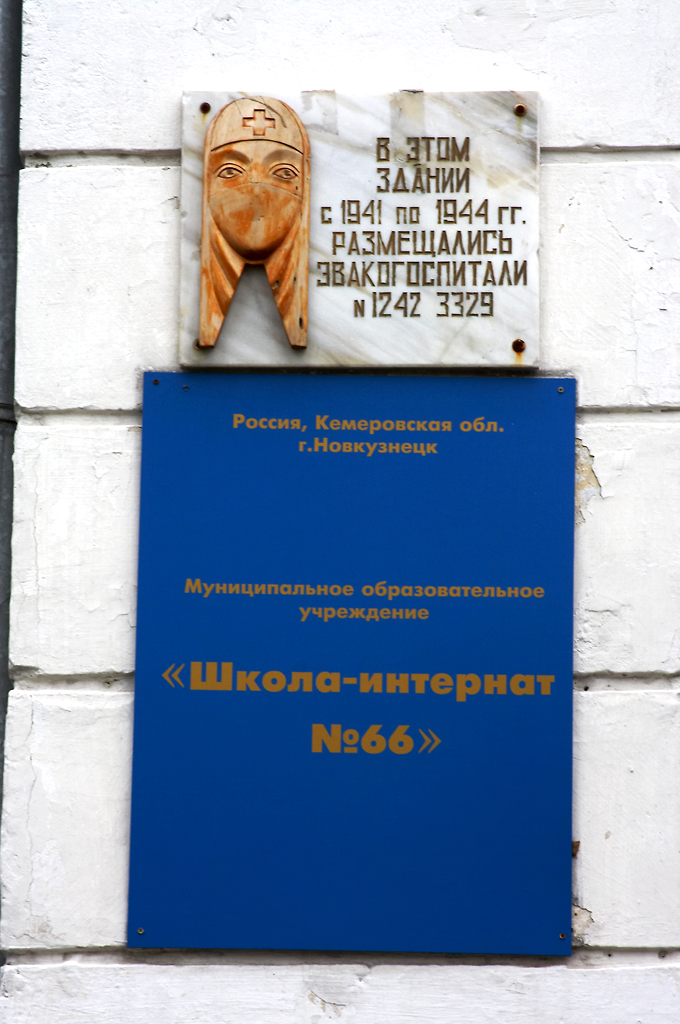 В ЭТОМ
ЗДАНИИ
с 1941 по 1944 гг.
РАЗМЕЩАЛИСЬ
ЭВАКОГОСПИТАЛИ
N 1242 3329
Россия, Кемеровская обл.
г.Новкузнецк
Муниципальное образовательное
учреждение
«Школа-интернат
№66»